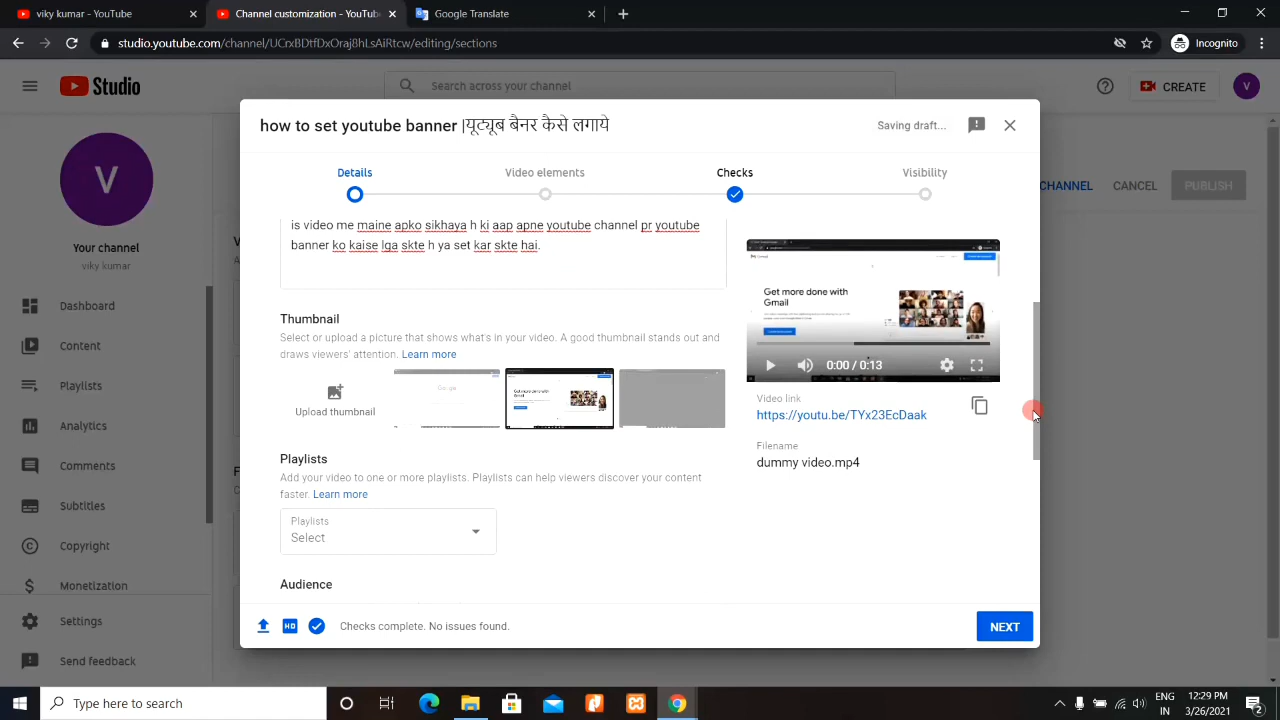 viky kumar - YouTube
Channel customization - YouTube
Google Translate
studio.youtube.com/channel/UCrBDtfDxOraj8hLsAiRtcw/editing/sections
Incognito
Studio
Search across your channel
CREATE
V
how to set youtube banner |यूट्यूब बैनर कैसे लगाये
Saving draft...
Details
Video elements
Checks
Visibility
CHANNEL
CANCEL
PUBLISH
V
Your channel
viky kumar
Dashboard
Content
Playlists
Analytics
Comments
Subtitles
Copyright
Monetization
Settings
Send feedback
is video me maine apko sikhaya h ki aap apne youtube channel pr youtube
banner ko kaise lga skte h ya set kar skte hai.
Thumbnail
Select or upload a picture that shows what's in your video. A good thumbnail stands out and
draws viewers' attention. Learn more
Upload thumbnail
Google
Playlists
Add your video to one or more playlists. Playlists can help viewers discover your content
faster. Learn more
Playlists
Select
Audience
Get more done with
Gmail
0:00 / 0:13
Video link
https://youtu.be/TYx23EcDaak
Filename
dummy video.mp4
HD
Checks complete. No issues found.
NEXT
Type here to search
ENG
IN
12:29 PM
3/26/2021
2